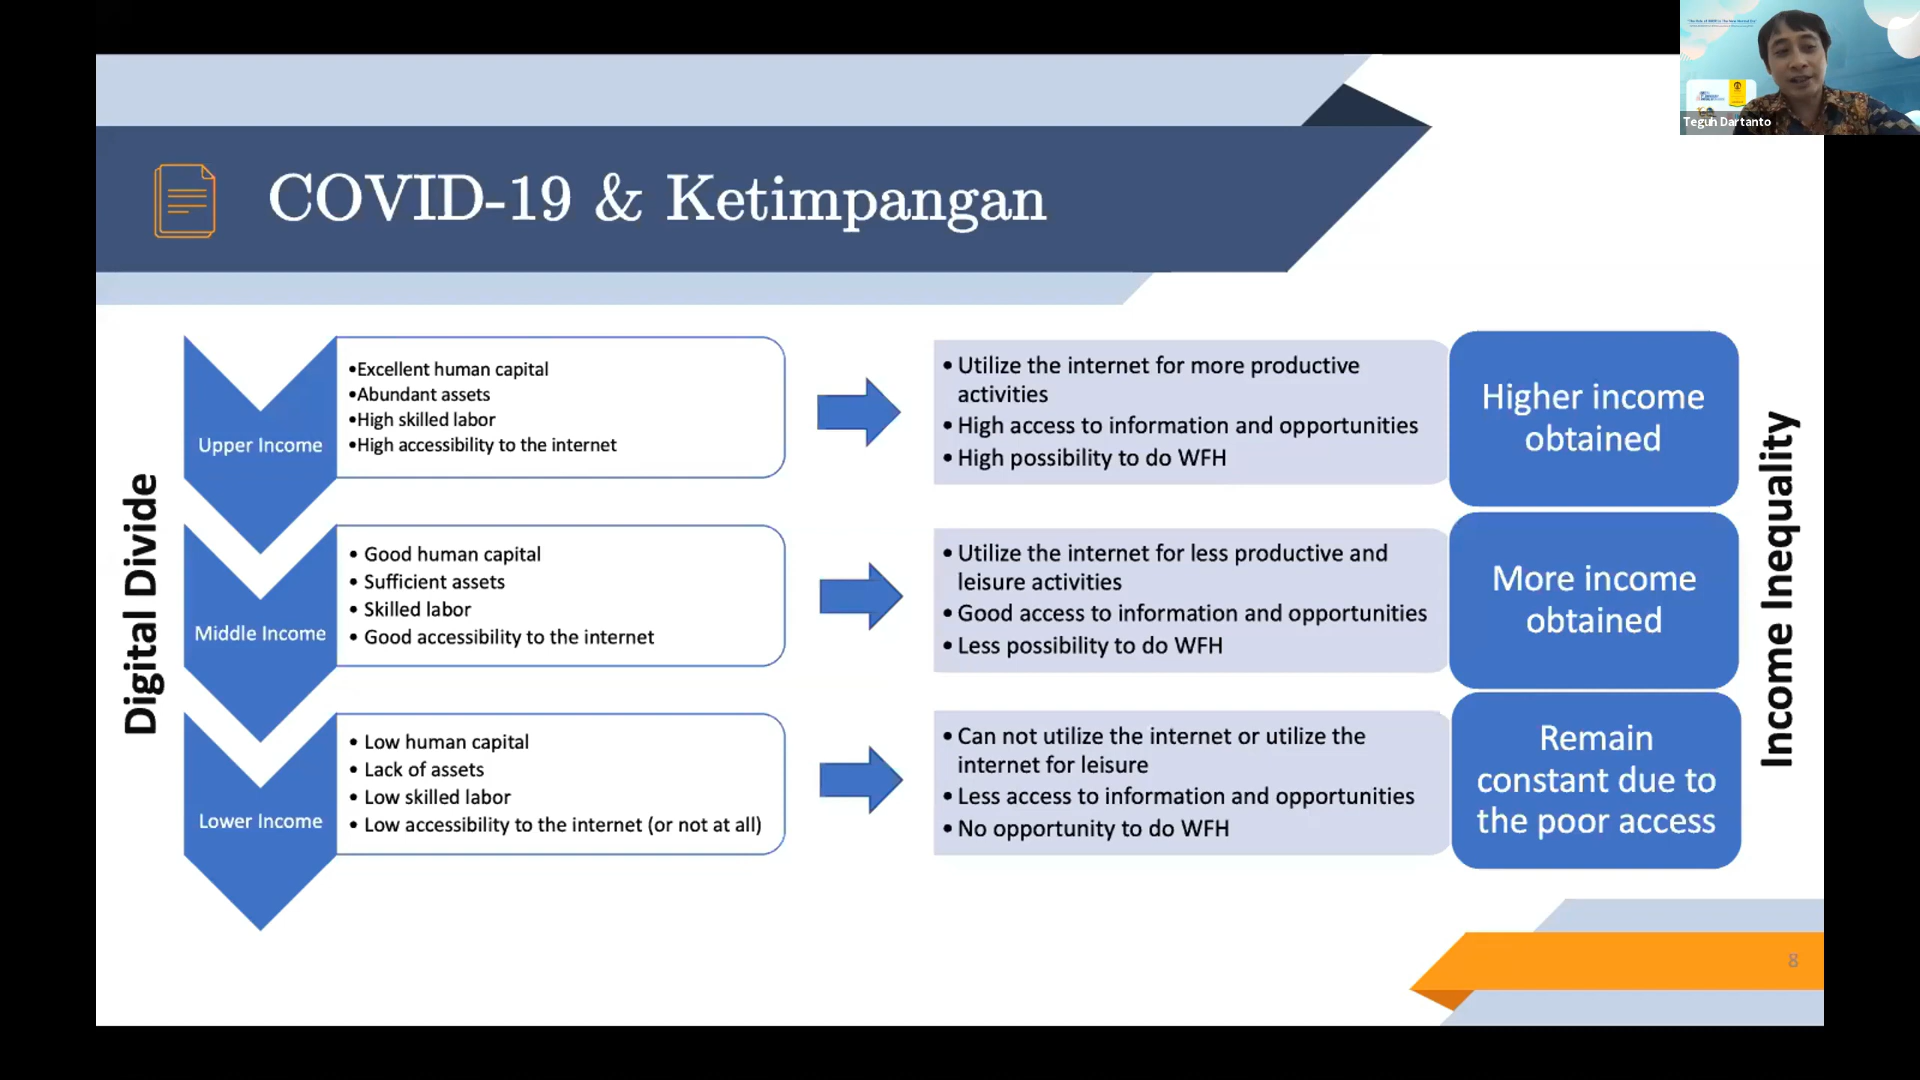 Teguh Dartanto
COVID-19 & Ketimpangan
Digital Divide
Upper Income
•Excellent human capital
•Abundant assets
•High skilled labor
•High accessibility to the internet
• Utilize the internet for more productive
activities
• High access to information and opportunities
• High possibility to do WFH
Higher income
obtained
Middle Income
• Good human capital
• Sufficient assets
• Skilled labor
• Good accessibility to the internet
• Utilize the internet for less productive and
leisure activities
• Good access to information and opportunities
• Less possibility to do WFH
More income
obtained
Lower Income
• Low human capital
• Lack of assets
• Low skilled labor
• Low accessibility to the internet (or not at all)
• Can not utilize the internet or utilize the
internet for leisure
• Less access to information and opportunities
• No opportunity to do WFH
Remain
constant due to
the poor access
Income Inequality
8